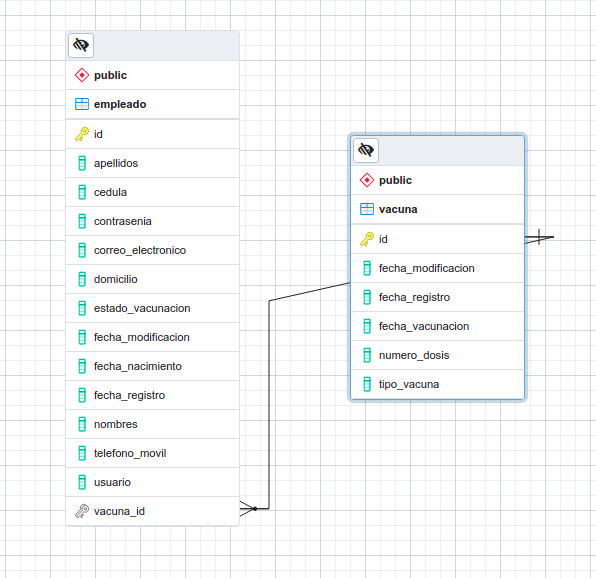 public
empleado
id
apellidos
cedula
contrasenia
correo_electronico
domicilio
estado_vacunacion
fecha_modificacion
fecha_nacimiento
fecha_registro
nombres
telefono_movil
usuario
vacuna_id
public
vacuna
id
fecha_modificacion
fecha_registro
fecha_vacunacion
numero_dosis
tipo_vacuna